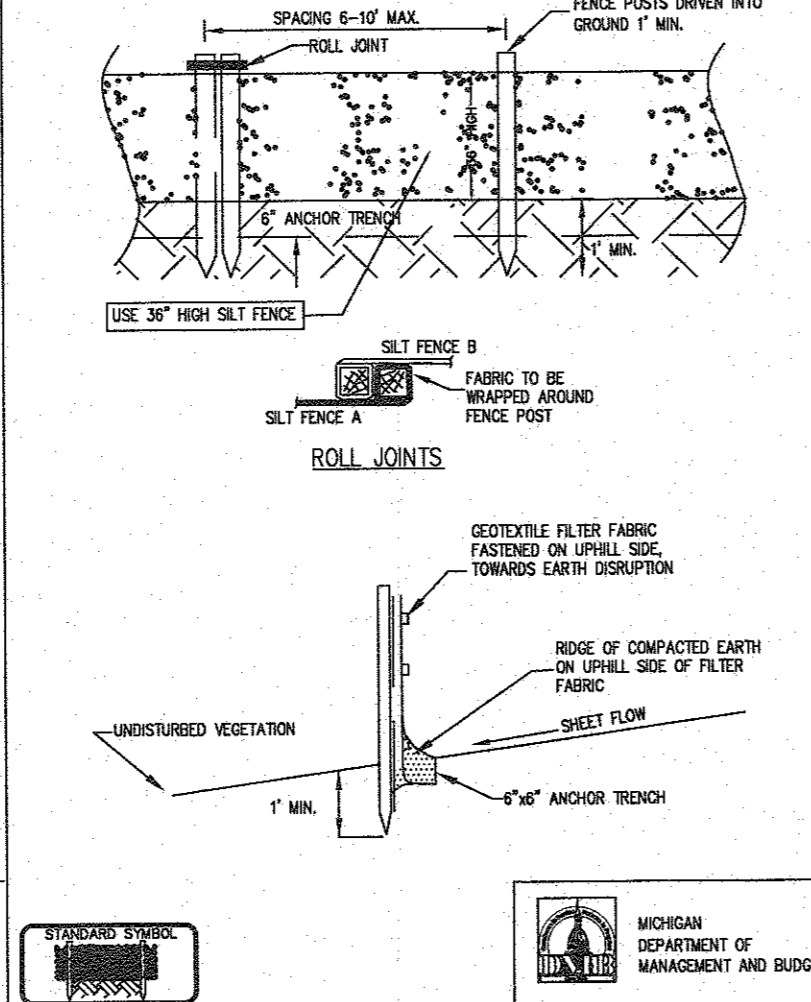 FENCE POSTS DRIVEN INTO
GROUND 1' MIN.
SPACING 6-10' MAX.
ROLL JOINT
36" HIGH
6" ANCHOR TRENCH
1' MIN.
USE 36" HIGH SILT FENCE
SILT FENCE B
FABRIC TO BE
WRAPPED AROUND
FENCE POST
SILT FENCE A
ROLL JOINTS
GEOTEXTILE FILTER FABRIC
FASTENED ON UPHILL SIDE,
TOWARDS EARTH DISRUPTION
RIDGE OF COMPACTED EARTH
ON UPHILL SIDE OF FILTER
FABRIC
SHEET FLOW
UNDISTURBED VEGETATION
1' MIN.
6"x6" ANCHOR TRENCH
STANDARD SYMBOL
MICHIGAN
DEPARTMENT OF
MANAGEMENT AND BUDG